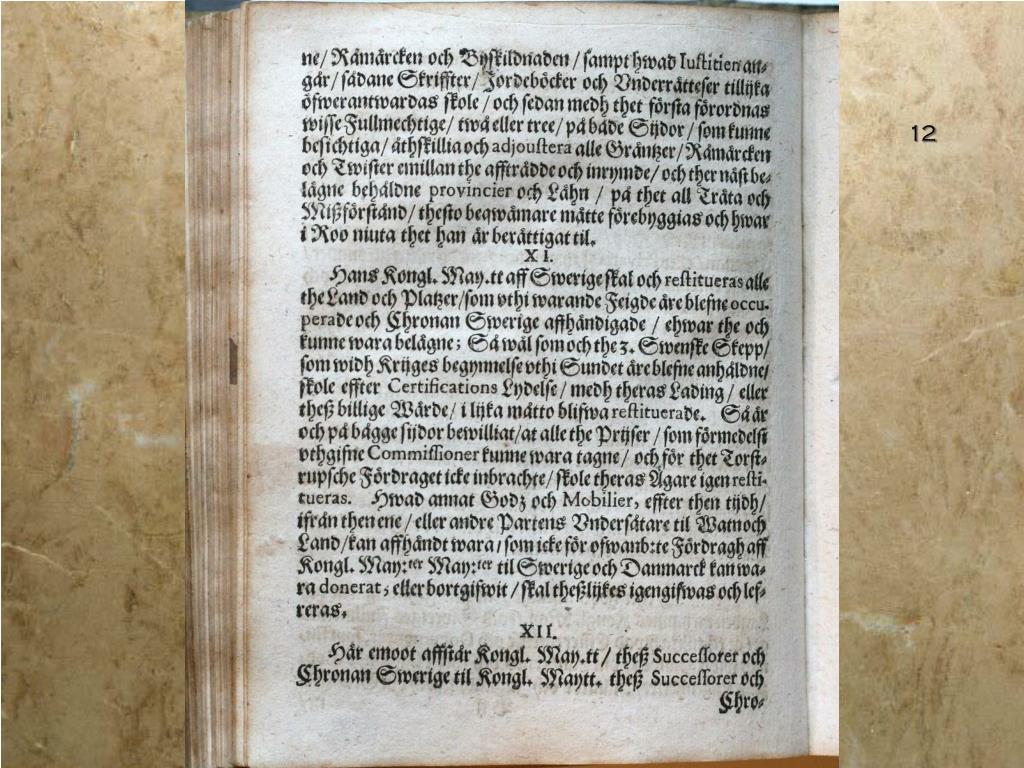 ne/ Råmårcken och Byskildnaden / sampt hwad Iustitien an-
går / sådane Skriffter/ Jordeböcker och Vnderrätteser tillijka
öfwerantwardas skole / och sedan medh thet första förordnas
wisse Fullmechtige/ twå eller tree/ på både Sijdor / som kunne
besichtiga/ åthskillia och adjoustera alle Gräntzer/ Råmårcken
och Twister emillan the affträdde och inrymde/ och ther näst be-
lägne behåldne provincier och Lähn / på thet all Träta och
Mißförstånd/ thesto beqwämare måtte förebyggias och hwar
i Roo niuta thet han är berättigat til.
XI.
Hans Kongl. May.tt aff Swerige skal och restitueras alle
the Land och Platzer/som vthi warande Feigde äre blefne occu-
perade och Chronan Swerige affhändigade / ehwar the och
kunne wara belägne; Så wäl som och the 3. Swenske Skepp/
som widh Krijges begynnelse vthi Sundet äre blefne anhåldne/
skole effter Certifications Lydelse/ medh theras Lading / eller
theß billige Wärde/ i lijka måtto blifwa restituerade. Så är
och på bägge sijdor bewilliat/at alle the Prijser / som förmedelst
vthgifne Commissioner kunne wara tagne/ och för thet Torst-
rupsche Fördraget icke inbrachte/ skole theras Ägare igen resti-
tueras. Hwad annat Godz och Mobilier, effter then tijdh/
ifrån then ene / eller andre Partens Vndersåtare til Watn och
Land/kan affhändt wara/ som icke för ofwanb:te Fördragh aff
Kongl. May:ter May:ter til Swerige och Danmarck kan wa-
ra donerat; eller bortgifwit / skal theßlijkes igengifwas och lef-
reras.
XII.
Här emoot affstår Kongl. May.tt / theß Successorer och
Chronan Swerige til Kongl. Maytt. theß Successorer och
Chro-
12